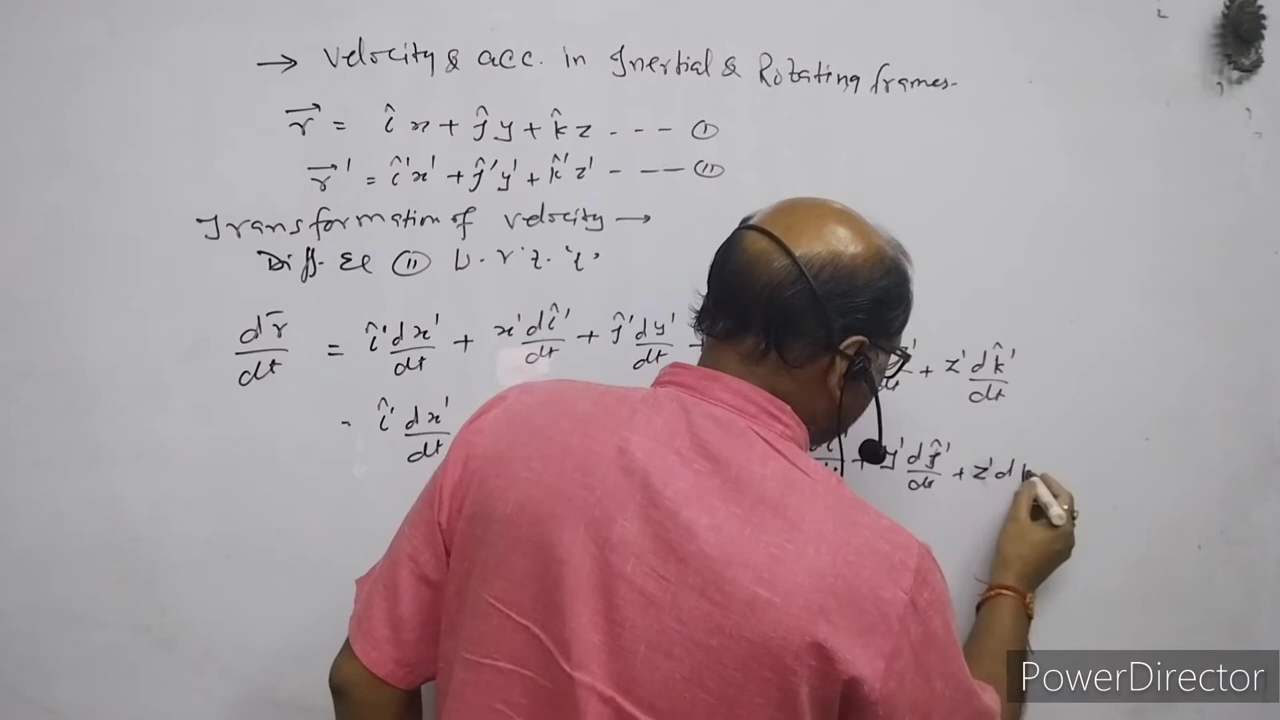 → Velocity & acc. in Inertial & Rotating frames-
r⃗ = î x + ĵ y + k̂ z - - - ①
r⃗' = î'x' + ĵ'y' + k̂'z' - - - ⑪
Transformation of velocity →
Diff. Eq ⑪ w.r.t. 't'
dr̄/dt = î'dx'/dt + x'dî'/dt + ĵ'dy'/dt + z'dk̂'/dt
= î'dx'/dt + y'dĵ'/dt + z'd
PowerDirector